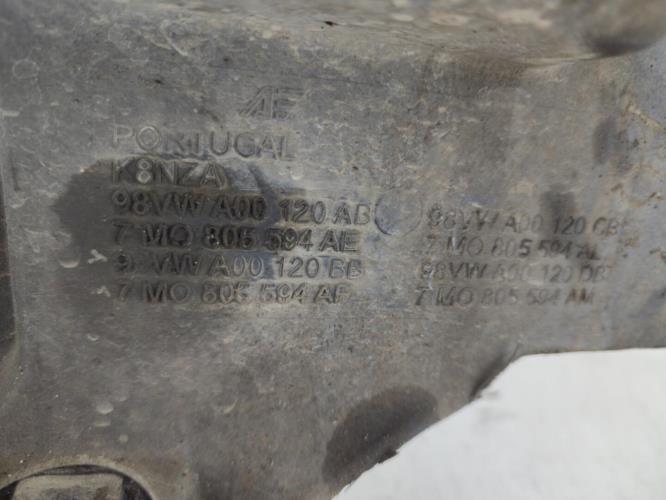 AE
PORTUGAL
K8NZA
98VW A00 120 AB
7 MO 805 594 AE
98VW A00 120 BB
7 MO 805 594 AF
98VW A00 120 CB
7 MO 805 594 AL
98VW A00 120 DB
7 MO 805 594 AM